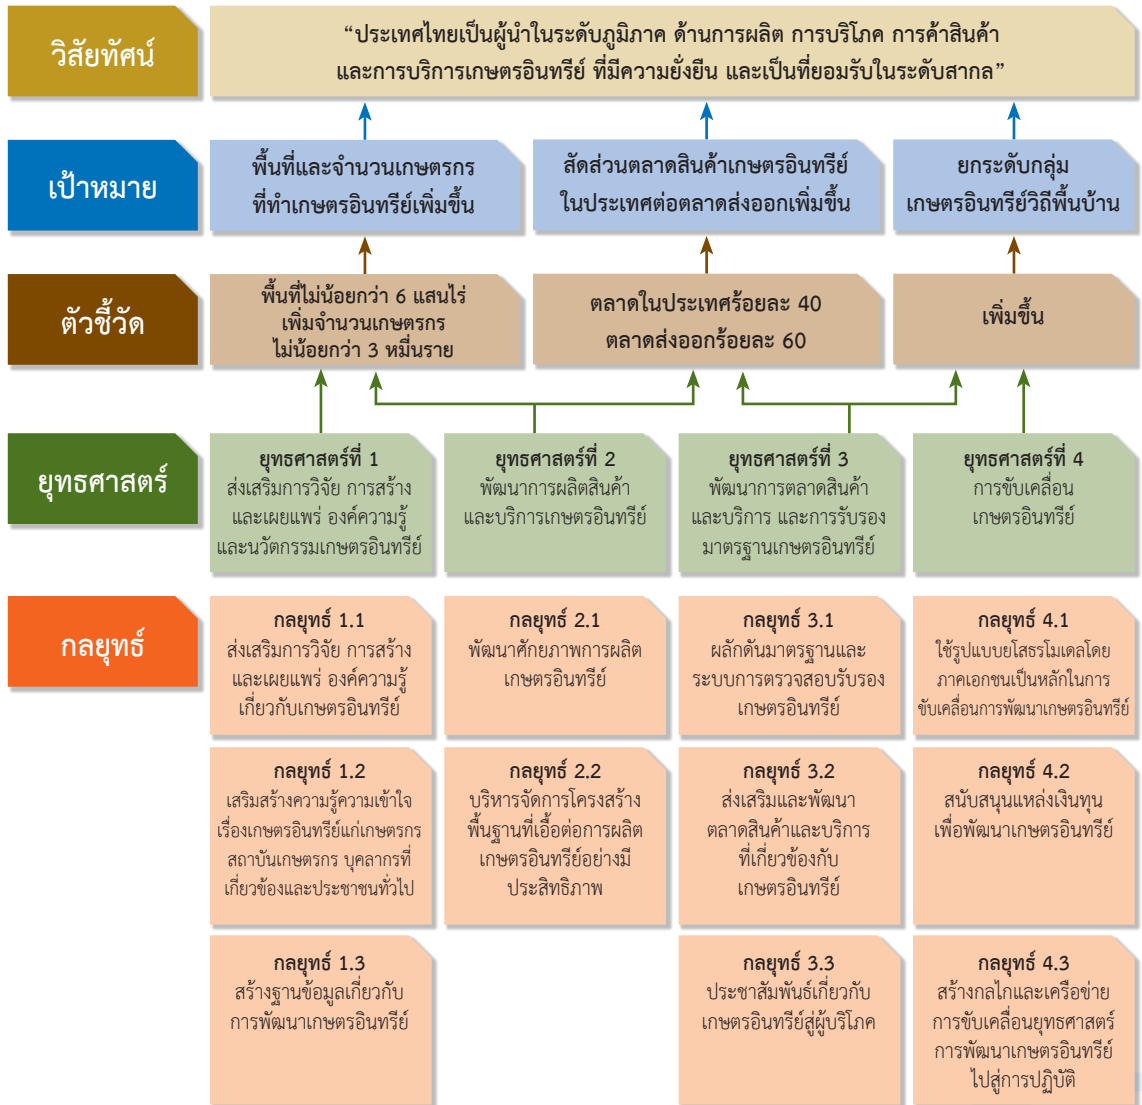 วิสัยทัศน์
“ประเทศไทยเป็นผู้นำในระดับภูมิภาค ด้านการผลิต การบริโภค การค้าสินค้า
และการบริการเกษตรอินทรีย์ ที่มีความยั่งยืน และเป็นที่ยอมรับในระดับสากล”
เป้าหมาย
พื้นที่และจำนวนเกษตรกร
ที่ทำเกษตรอินทรีย์เพิ่มขึ้น
สัดส่วนตลาดสินค้าเกษตรอินทรีย์
ในประเทศต่อตลาดส่งออกเพิ่มขึ้น
ยกระดับกลุ่ม
เกษตรอินทรีย์วิถีพื้นบ้าน
ตัวชี้วัด
พื้นที่ไม่น้อยกว่า 6 แสนไร่
เพิ่มจำนวนเกษตรกร
ไม่น้อยกว่า 3 หมื่นราย
ตลาดในประเทศร้อยละ 40
ตลาดส่งออกร้อยละ 60
เพิ่มขึ้น
ยุทธศาสตร์
ยุทธศาสตร์ที่ 1
ส่งเสริมการวิจัย การสร้าง
และเผยแพร่ องค์ความรู้
และนวัตกรรมเกษตรอินทรีย์
ยุทธศาสตร์ที่ 2
พัฒนาการผลิตสินค้า
และบริการเกษตรอินทรีย์
ยุทธศาสตร์ที่ 3
พัฒนาการตลาดสินค้า
และบริการ และการรับรอง
มาตรฐานเกษตรอินทรีย์
ยุทธศาสตร์ที่ 4
การขับเคลื่อน
เกษตรอินทรีย์
กลยุทธ์
กลยุทธ์ 1.1
ส่งเสริมการวิจัย การสร้าง
และเผยแพร่ องค์ความรู้
เกี่ยวกับเกษตรอินทรีย์
กลยุทธ์ 2.1
พัฒนาศักยภาพการผลิต
เกษตรอินทรีย์
กลยุทธ์ 3.1
ผลักดันมาตรฐานและ
ระบบการตรวจสอบรับรอง
เกษตรอินทรีย์
กลยุทธ์ 4.1
ใช้รูปแบบยโสธรโมเดลโดย
ภาคเอกชนเป็นหลักในการ
ขับเคลื่อนการพัฒนาเกษตรอินทรีย์
กลยุทธ์ 1.2
เสริมสร้างความรู้ความเข้าใจ
เรื่องเกษตรอินทรีย์แก่เกษตรกร
สถาบันเกษตรกร บุคลากรที่
เกี่ยวข้องและประชาชนทั่วไป
กลยุทธ์ 2.2
บริหารจัดการโครงสร้าง
พื้นฐานที่เอื้อต่อการผลิต
เกษตรอินทรีย์อย่างมี
ประสิทธิภาพ
กลยุทธ์ 3.2
ส่งเสริมและพัฒนา
ตลาดสินค้าและบริการ
ที่เกี่ยวข้องกับ
เกษตรอินทรีย์
กลยุทธ์ 4.2
สนับสนุนแหล่งเงินทุน
เพื่อพัฒนาเกษตรอินทรีย์
กลยุทธ์ 1.3
สร้างฐานข้อมูลเกี่ยวกับ
การพัฒนาเกษตรอินทรีย์
กลยุทธ์ 3.3
ประชาสัมพันธ์เกี่ยวกับ
เกษตรอินทรีย์สู่ผู้บริโภค
กลยุทธ์ 4.3
สร้างกลไกและเครือข่าย
การขับเคลื่อนยุทธศาสตร์
การพัฒนาเกษตรอินทรีย์
ไปสู่การปฏิบัติ